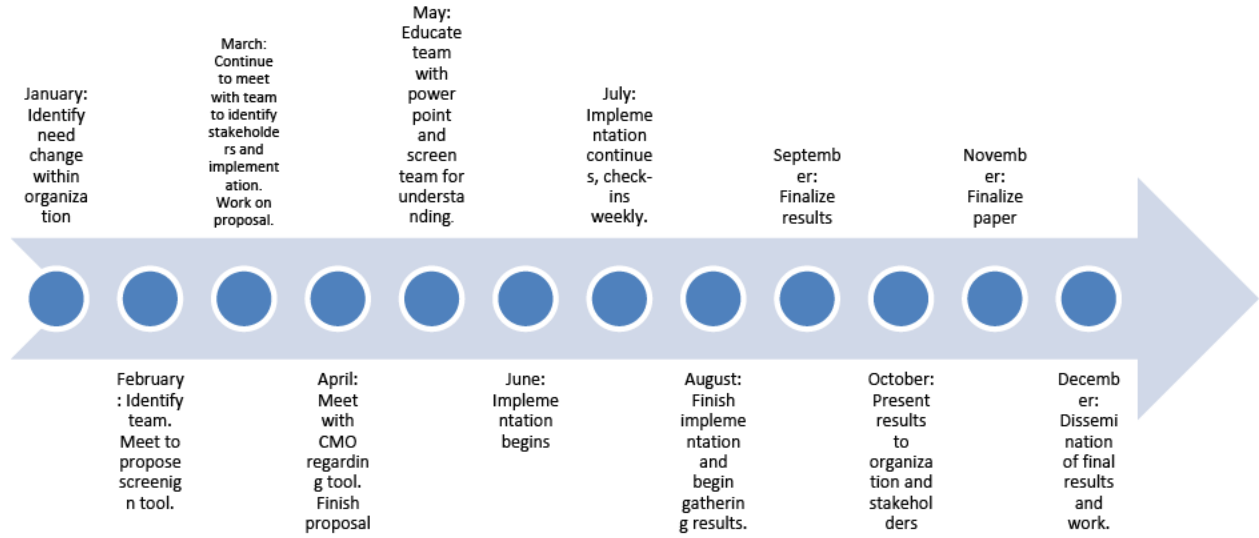 January:
Identify
need
change
within
organiza
tion
February
: Identify
team.
Meet to
propose
screenig
n tool.
March:
Continue
to meet
with team
to identify
stakeholde
rs and
implement
ation.
Work on
proposal.
April:
Meet
with
CMO
regardin
g tool.
Finish
proposal
May:
Educate
team
with
power
point
and
screen
team for
understa
nding.
June:
Impleme
ntation
begins
July:
Impleme
ntation
continue
s, check-
ins
weekly.
August:
Finish
impleme
ntation
and
begin
gatherin
g results.
Septemb
er:
Finalize
results
October:
Present
results
to
organiza
tion and
stakehol
ders
Novemb
er:
Finalize
paper
Decemb
er:
Dissemi
nation
of final
results
and
work.